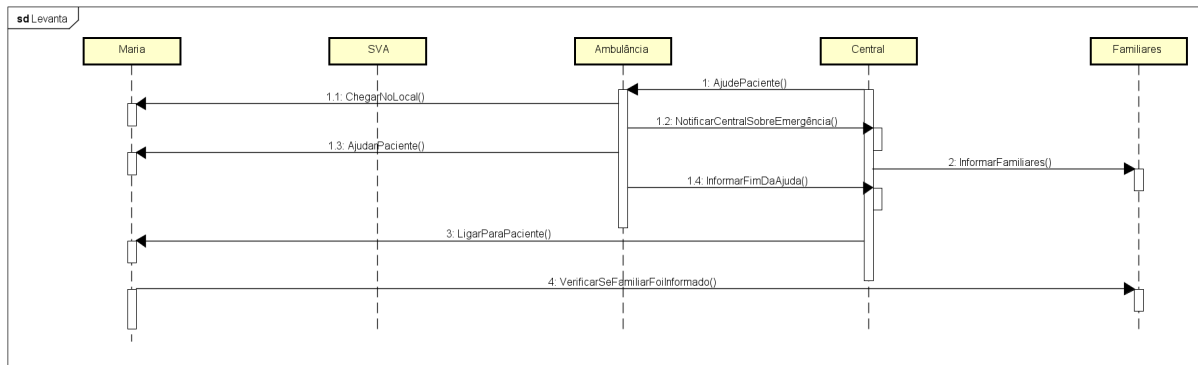 sd Levanta
Maria
SVA
Ambulância
Central
Familiares
1: AjudePaciente()
1.1: ChegarNoLocal()
1.2: NotificarCentralSobreEmergência()
1.3: AjudarPaciente()
2: InformarFamiliares()
1.4: InformarFimDaAjuda()
3: LigarParaPaciente()
4: VerificarSeFamiliarFoiInformado()